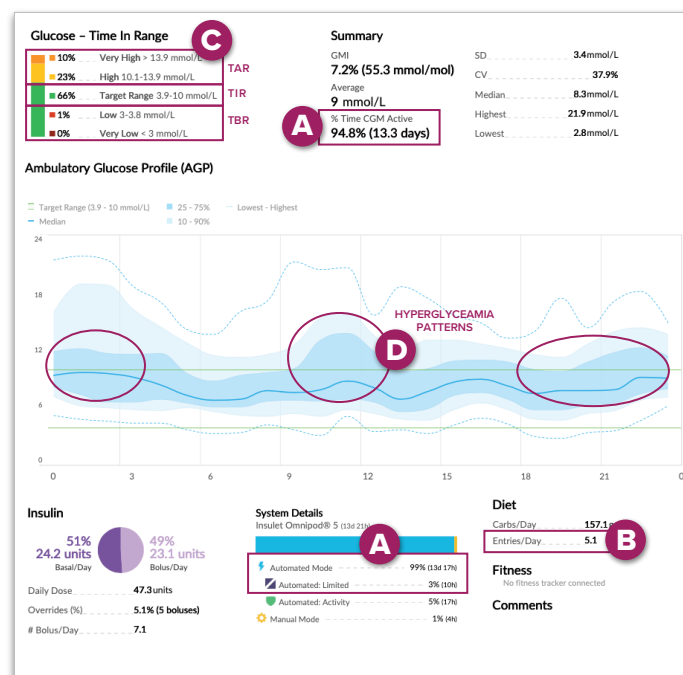 Glucose – Time In Range
C
10% Very High > 13.9 mmol/L
23% High 10.1-13.9 mmol/L
TAR
66% Target Range 3.9-10 mmol/L
TIR
1% Low 3-3.8 mmol/L
TBR
0% Very Low < 3 mmol/L
Summary
GMI
7.2% (55.3 mmol/mol)
Average
9 mmol/L
A
% Time CGM Active
94.8% (13.3 days)
SD 3.4mmol/L
CV 37.9%
Median 8.3mmol/L
Highest 21.9mmol/L
Lowest 2.8mmol/L
Ambulatory Glucose Profile (AGP)
Target Range (3.9 - 10 mmol/L) 25 - 75% Lowest - Highest
Median 10 - 90%
24
18
12
6
0
HYPERGLYCEAMIA
PATTERNS
D
0 3 6 9 12 15 18 21 0
Insulin
51% 49%
24.2 units 23.1 units
Basal/Day Bolus/Day
Daily Dose 47.3units
Overrides (%) 5.1% (5 boluses)
# Bolus/Day 7.1
System Details
Insulet Omnipod® 5 (13d 21h)
A
Automated Mode 99% (13d 17h)
Automated: Limited 3% (10h)
Automated: Activity 5% (17h)
Manual Mode 1% (4h)
Diet
Carbs/Day 157.1
Entries/Day 5.1
B
Fitness
No fitness tracker connected
Comments